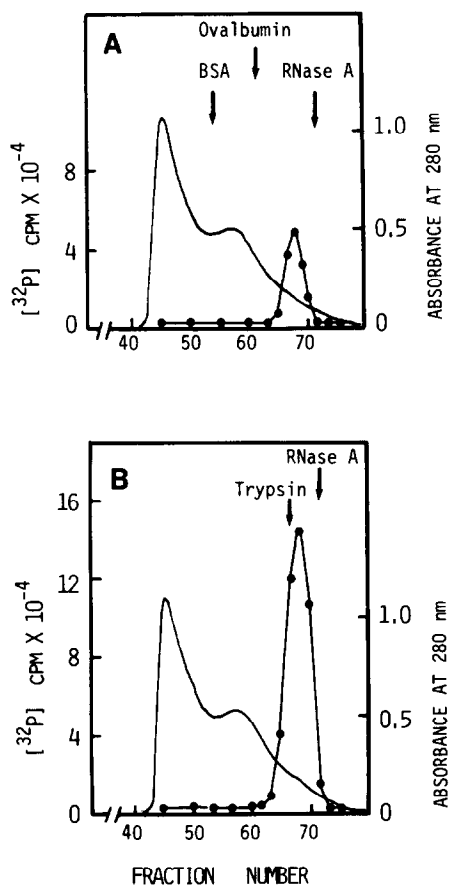 A
Ovalbumin
BSA
RNase A
[³²P] CPM X 10⁻⁴
8
4
0
1.0
0.5
0
ABSORBANCE AT 280 nm
40 50 60 70
B
RNase A
Trypsin
[³²P] CPM X 10⁻⁴
16
12
8
4
0
1.0
0.5
0
ABSORBANCE AT 280 nm
40 50 60 70
FRACTION NUMBER